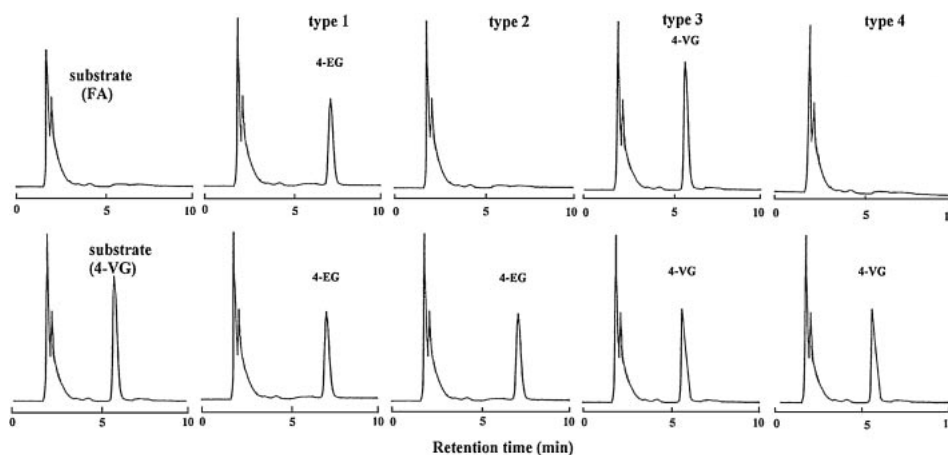 type 1
type 2
type 3
type 4
substrate
(FA)
4-EG
4-VG
0 5 10
0 5 10
0 5 10
0 5 10
0 5 1
substrate
(4-VG)
4-EG
4-EG
4-VG
4-VG
0 5 10
0 5 10
0 5 10
0 5 10
0 5 1
Retention time (min)